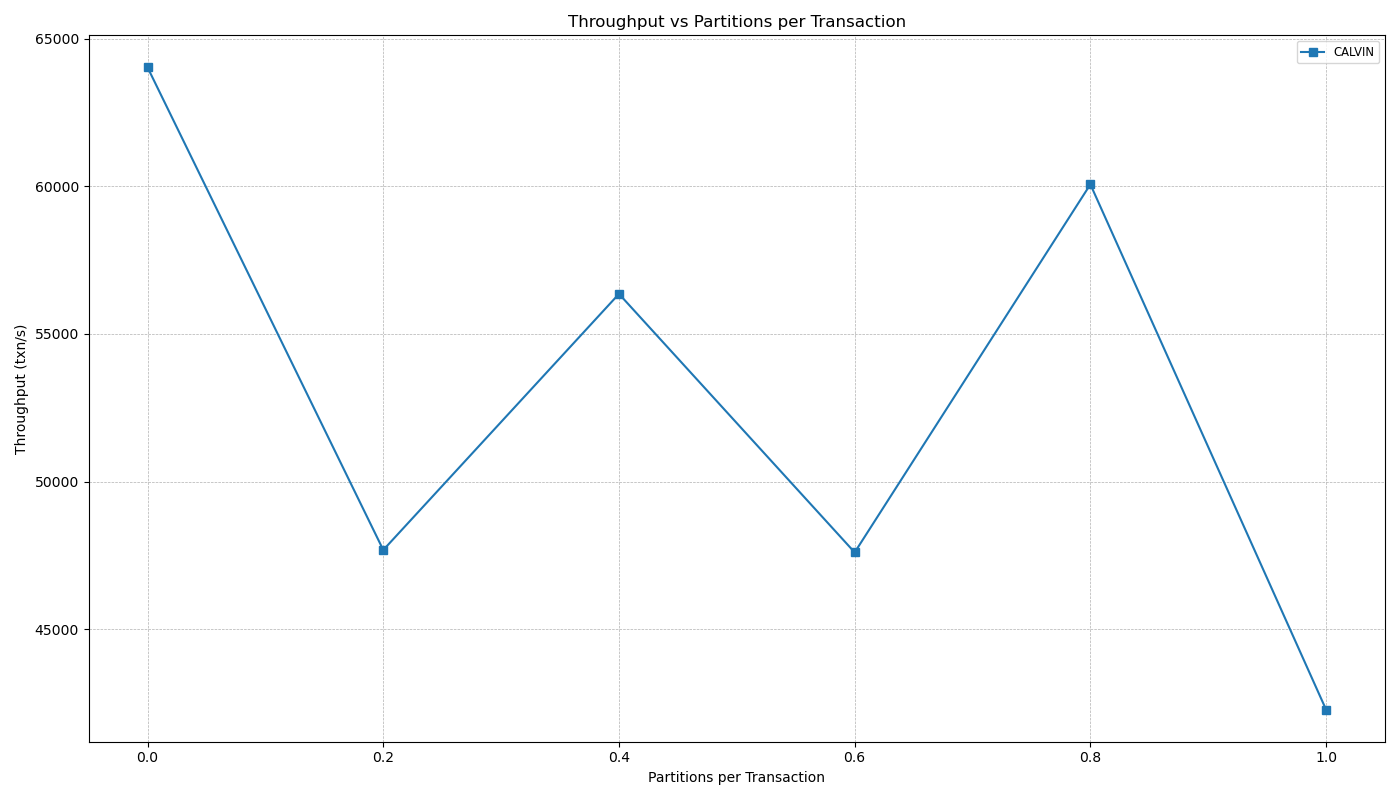 Throughput vs Partitions per Transaction
CALVIN
65000
60000
55000
50000
45000
Throughput (txn/s)
0.0 0.2 0.4 0.6 0.8 1.0
Partitions per Transaction